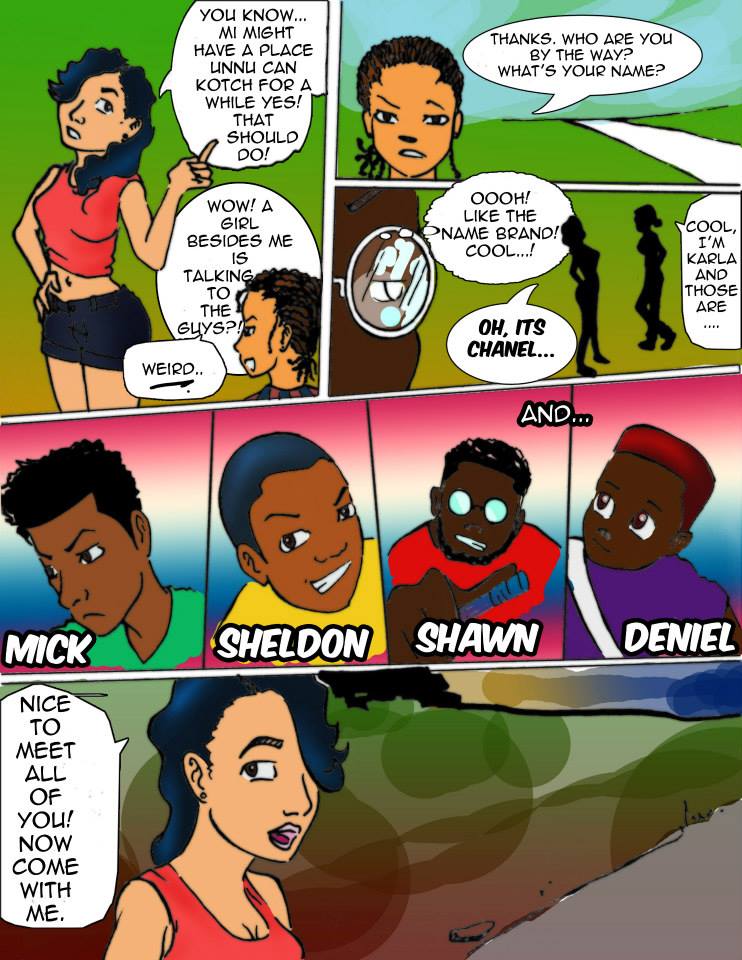 YOU KNOW...
MI MIGHT
HAVE A PLACE
UNNU CAN
KOTCH FOR A
WHILE YES!
THAT
SHOULD
DO!
WOW! A
GIRL
BESIDES ME
IS
TALKING
TO
THE
GUYS?!
WEIRD..
THANKS. WHO ARE YOU
BY THE WAY?
WHAT'S YOUR NAME?
OH, ITS
CHANEL...
OOOH!
LIKE THE
NAME BRAND!
COOL...!
COOL,
I'M
KARLA
AND
THOSE
ARE
....
MICK
SHELDON
SHAWN
AND...
DENIEL
NICE
TO
MEET
ALL
OF
YOU!
NOW
COME
WITH
ME.